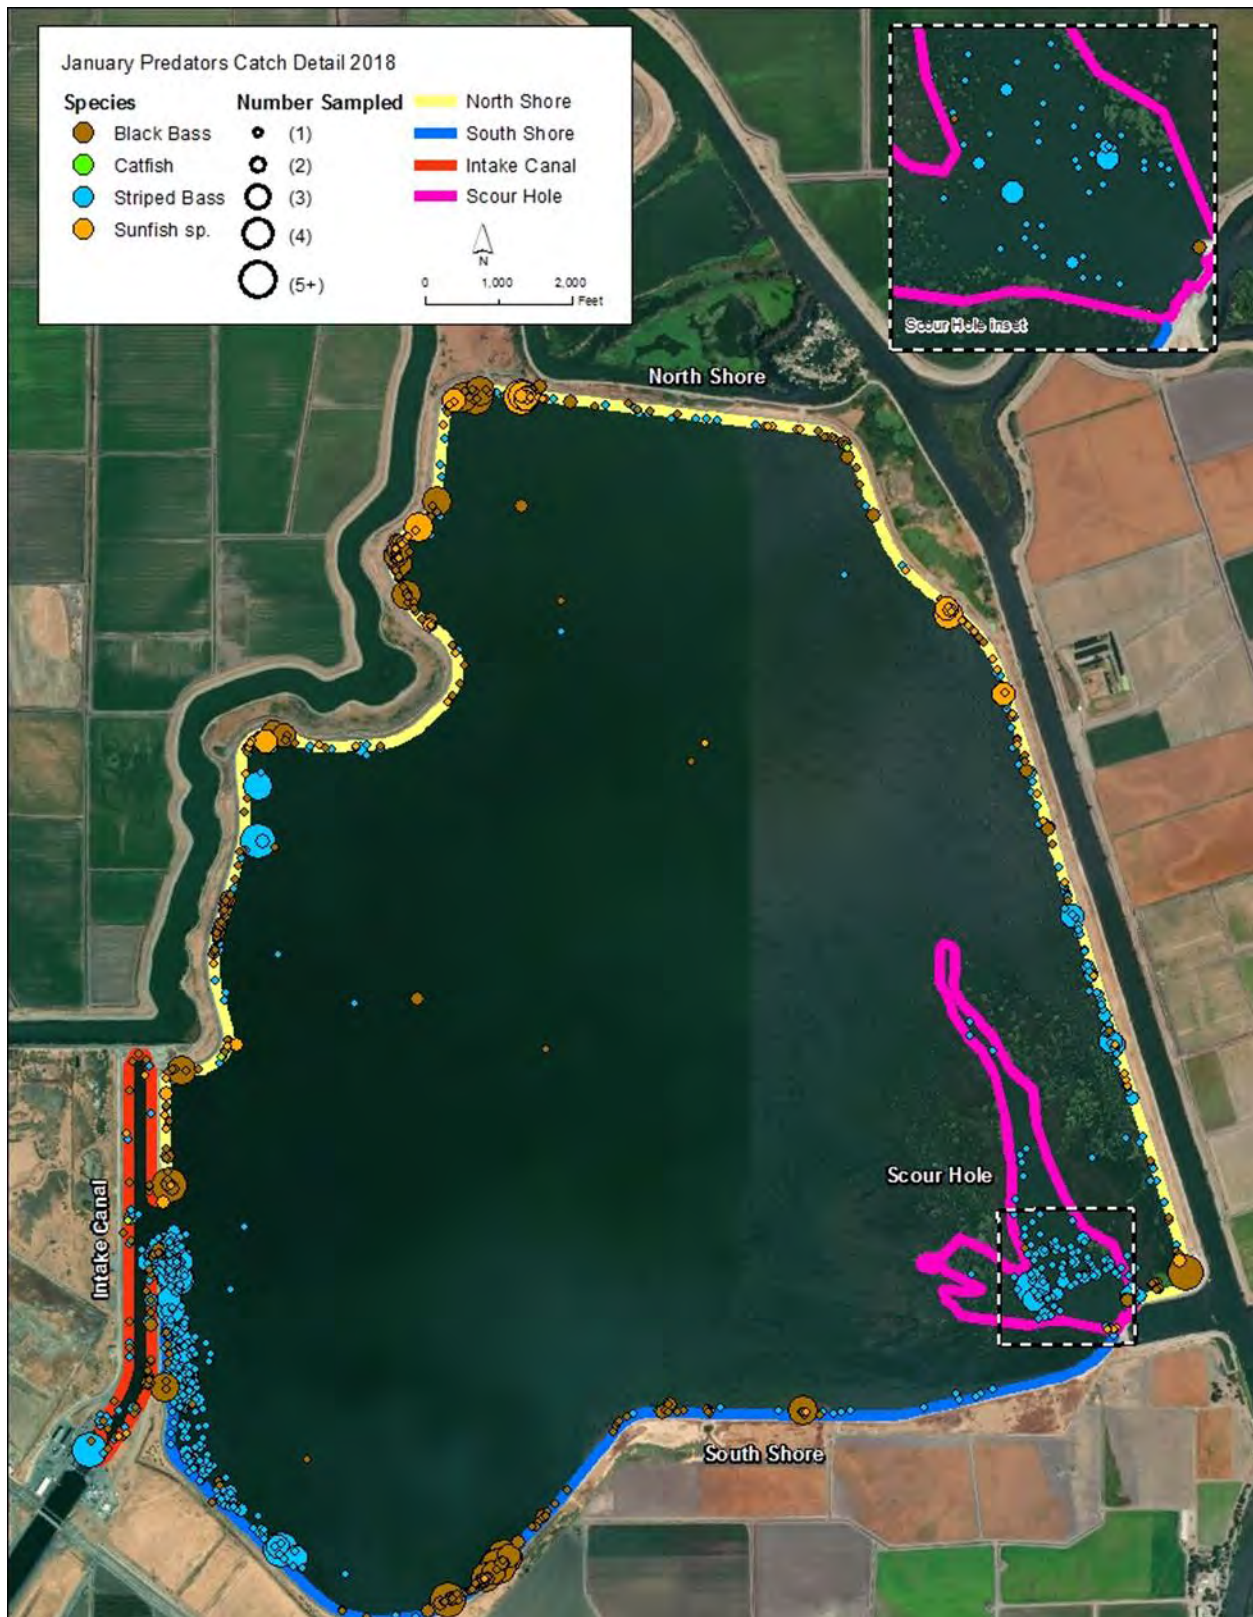 January Predators Catch Detail 2018
Species
Black Bass
Catfish
Striped Bass
Sunfish sp.
Number Sampled
(1)
(2)
(3)
(4)
(5+)
North Shore
South Shore
Intake Canal
Scour Hole
N
0 1,000 2,000
Feet
Scour Hole inset
North Shore
Scour Hole
Intake Canal
South Shore